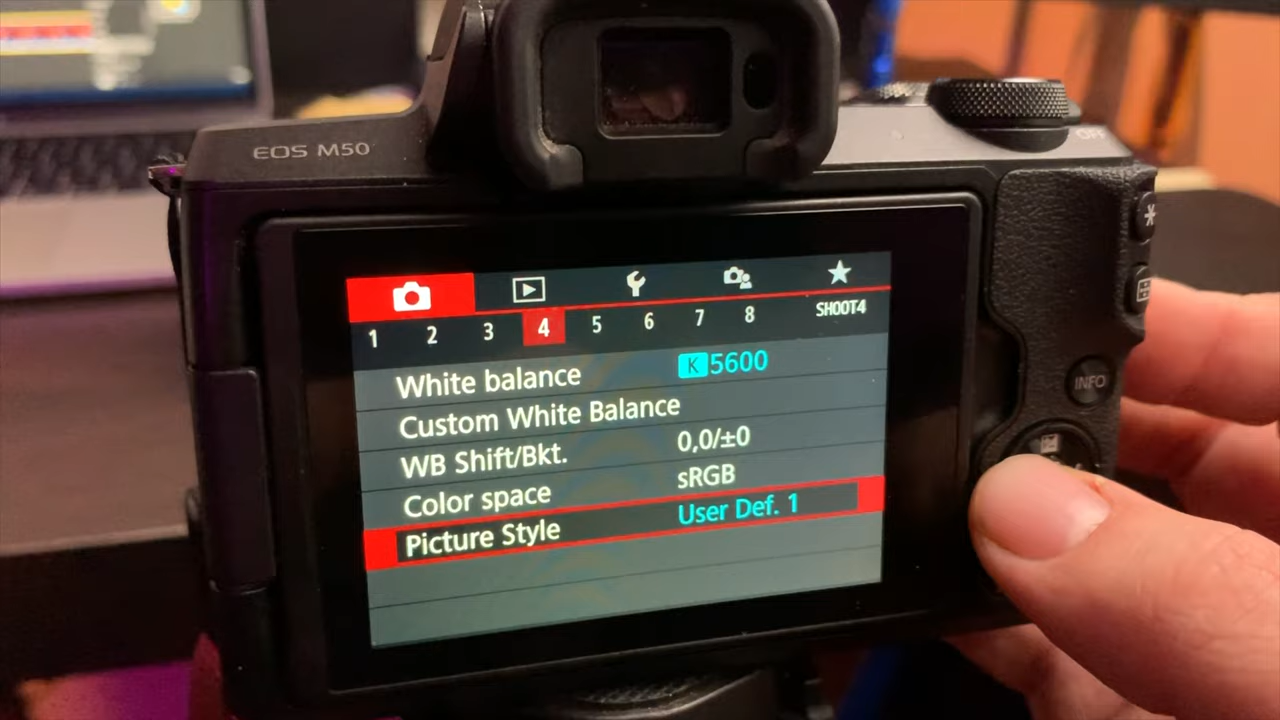 EOS M50
OFF
1 2 3 4 5 6 7 8 SHOOT4
White balance K 5600
Custom White Balance
WB Shift/Bkt. 0,0/±0
Color space sRGB
Picture Style User Def. 1
INFO